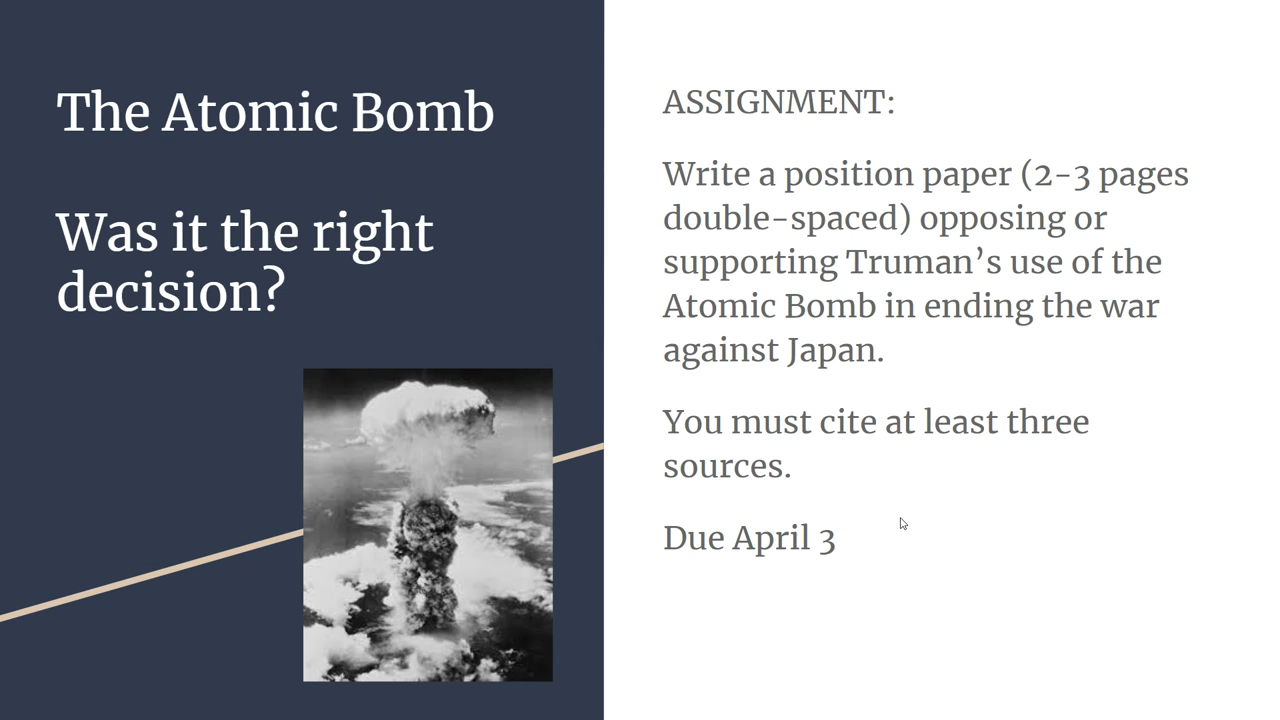 The Atomic Bomb
Was it the right
decision?
ASSIGNMENT:
Write a position paper (2-3 pages
double-spaced) opposing or
supporting Truman’s use of the
Atomic Bomb in ending the war
against Japan.
You must cite at least three
sources.
Due April 3